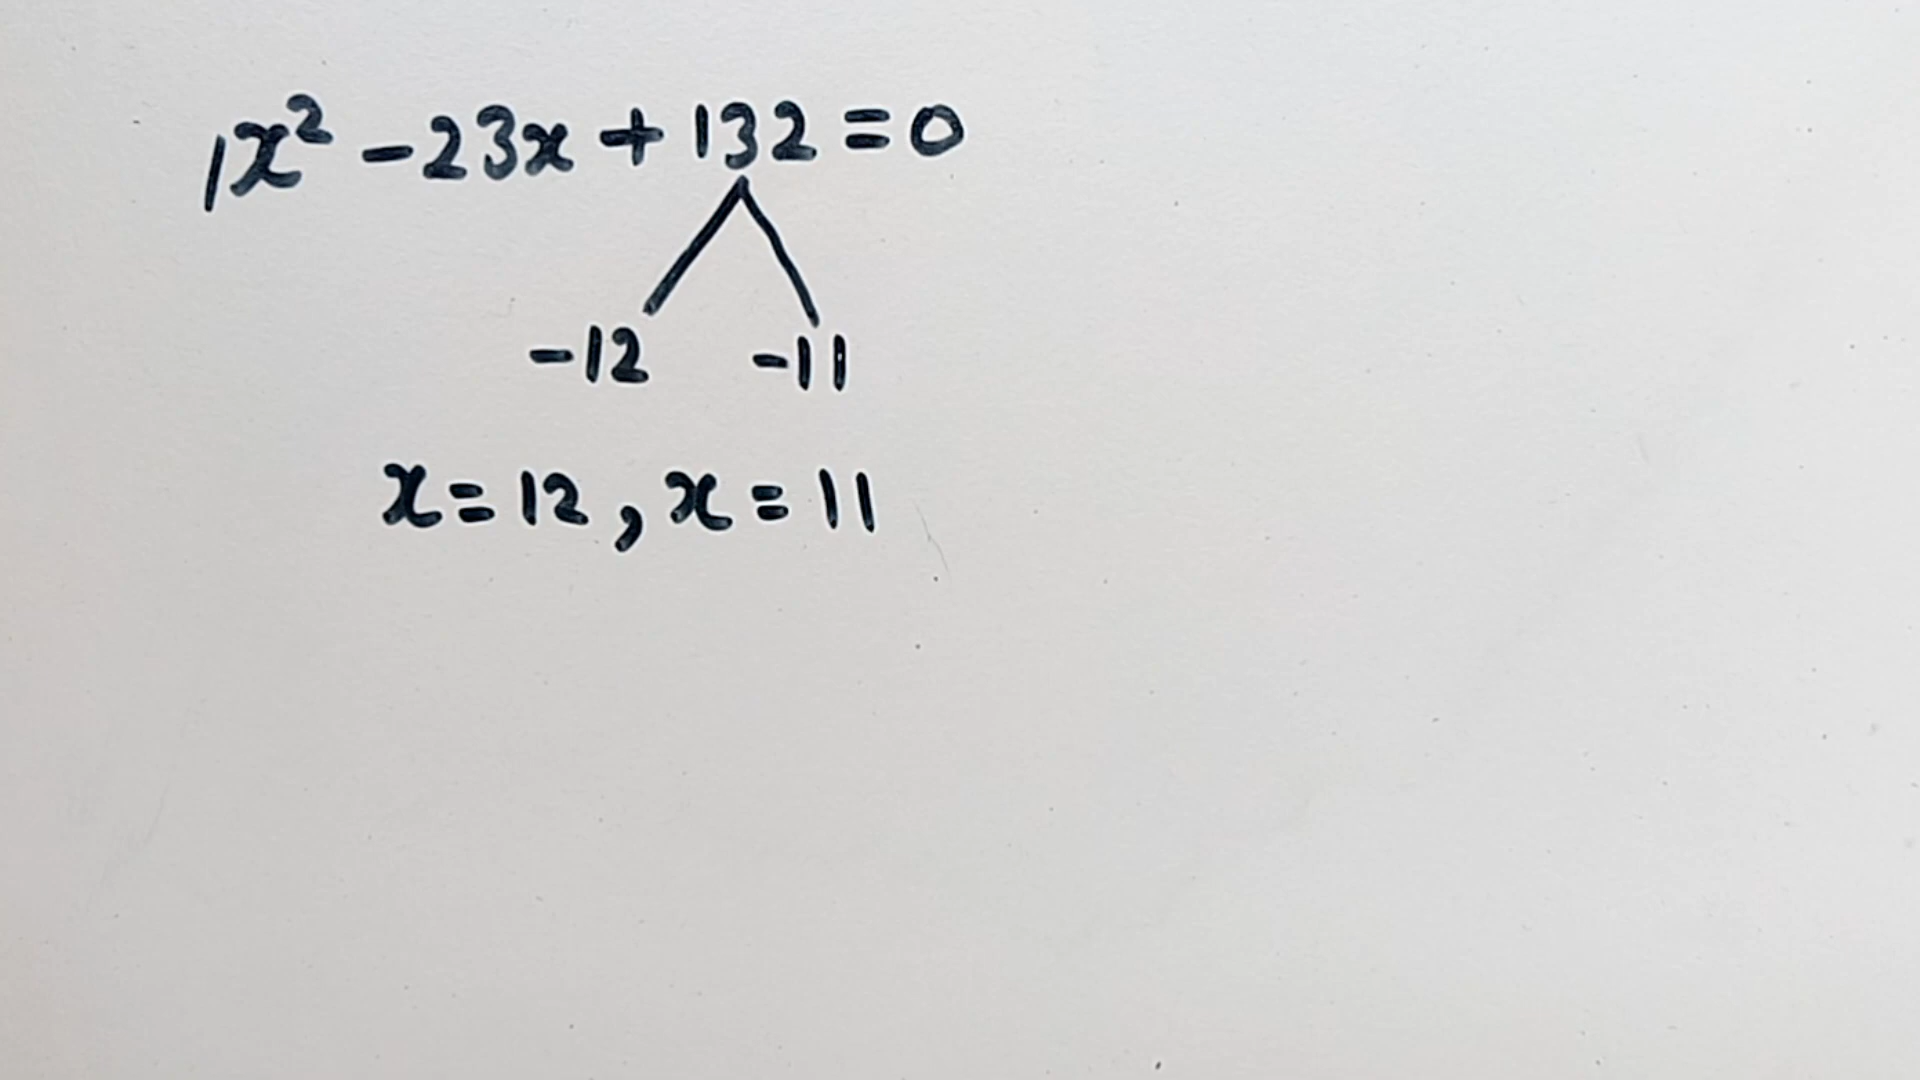 1x² -23x + 132 = 0
-12 -11
x = 12 , x = 11